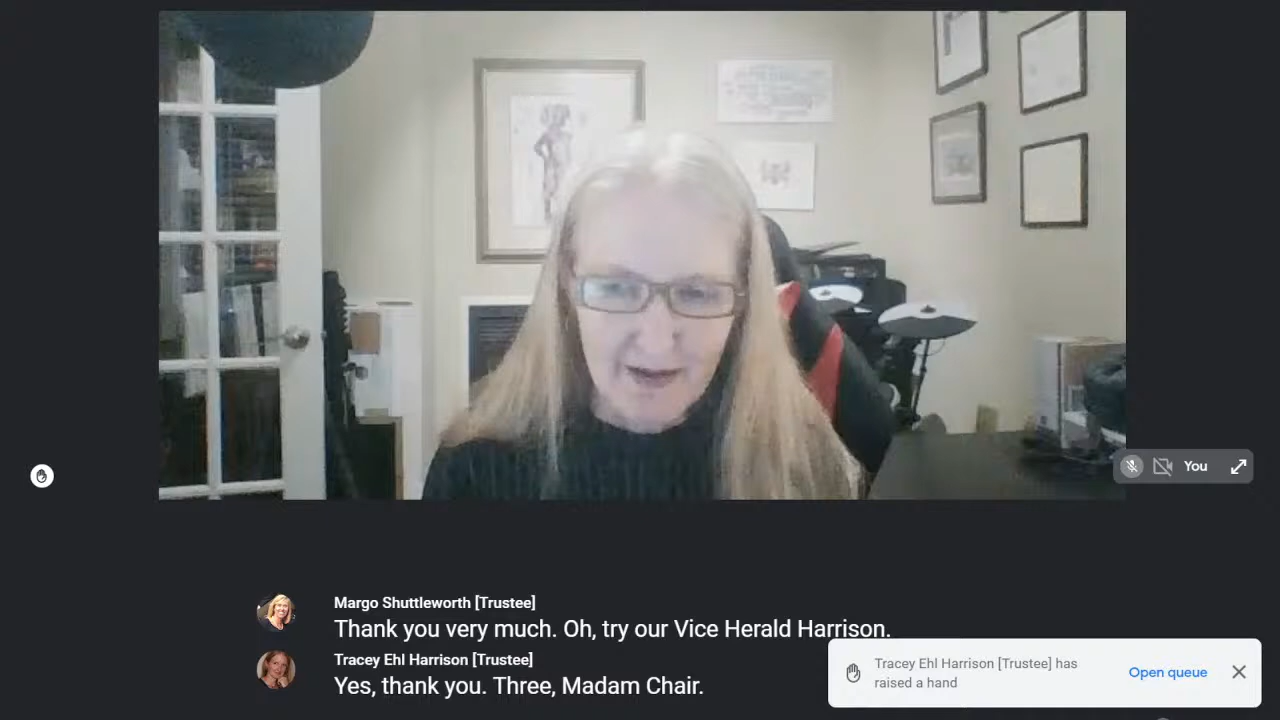 You
Margo Shuttleworth [Trustee]
Thank you very much. Oh, try our Vice Herald Harrison.
Tracey Ehl Harrison [Trustee]
Yes, thank you. Three, Madam Chair.
Tracey Ehl Harrison [Trustee] has
raised a hand
Open queue